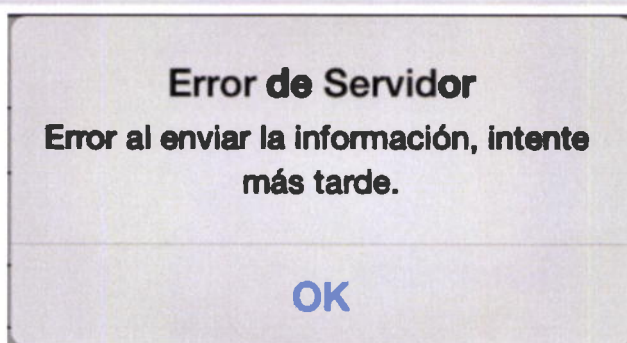 Error de Servidor
Error al enviar la información, intente
más tarde.
OK